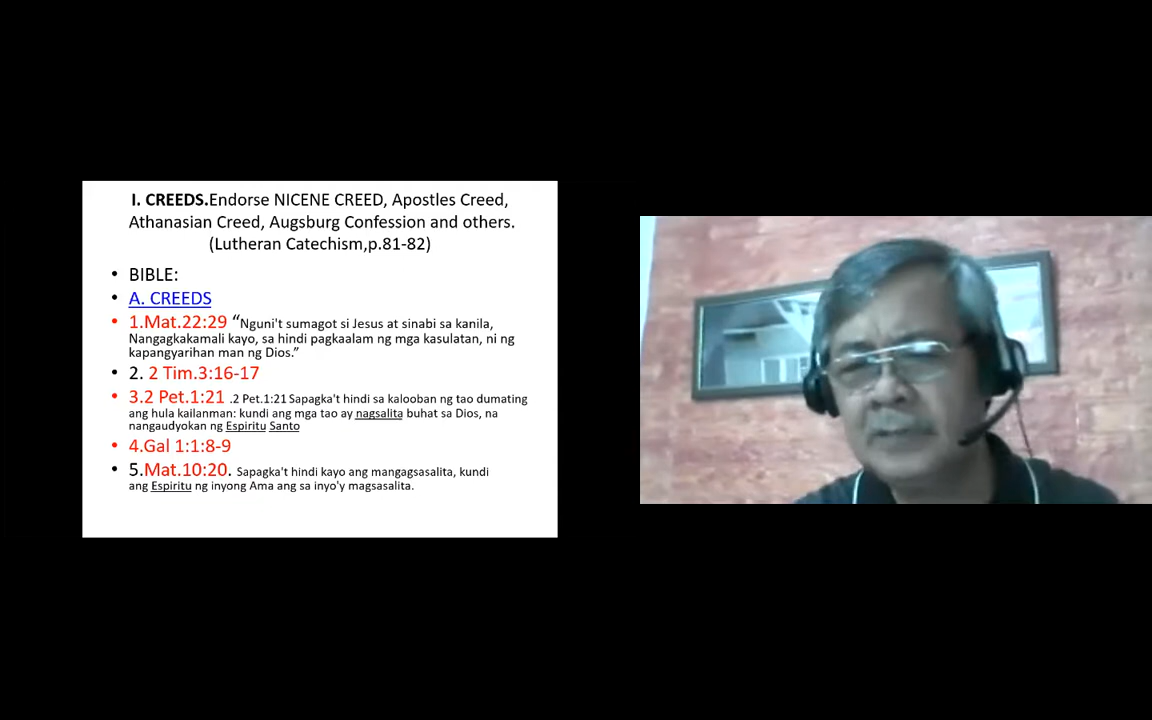 I. CREEDS.Endorse NICENE CREED, Apostles Creed,
Athanasian Creed, Augsburg Confession and others.
(Lutheran Catechism,p.81-82)
• BIBLE:
• A. CREEDS
• 1.Mat.22:29 “Nguni't sumagot si Jesus at sinabi sa kanila,
Nangagkakamali kayo, sa hindi pagkaalam ng mga kasulatan, ni ng
kapangyarihan man ng Dios.”
• 2. 2 Tim.3:16-17
• 3.2 Pet.1:21 .2 Pet.1:21 Sapagka't hindi sa kalooban ng tao dumating
ang hula kailanman: kundi ang mga tao ay nagsalita buhat sa Dios, na
nangaudyokan ng Espiritu Santo
• 4.Gal 1:1:8-9
• 5.Mat.10:20. Sapagka't hindi kayo ang mangagsasalita, kundi
ang Espiritu ng inyong Ama ang sa inyo'y magsasalita.